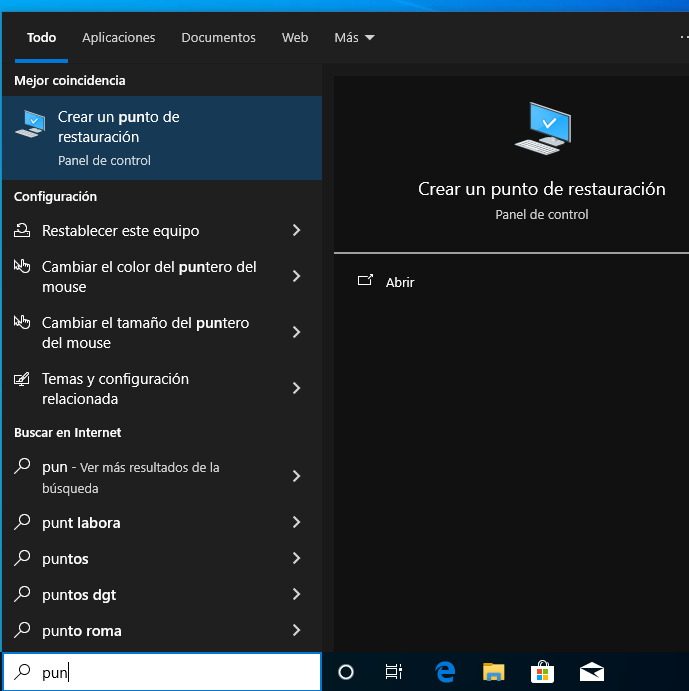 Todo Aplicaciones Documentos Web Más
Mejor coincidencia
Crear un punto de
restauración
Panel de control
Configuración
Restablecer este equipo
Cambiar el color del puntero del
mouse
Cambiar el tamaño del puntero
del mouse
Temas y configuración
relacionada
Buscar en Internet
pun - Ver más resultados de la
búsqueda
punt labora
puntos
puntos dgt
punto roma
pun
Crear un punto de restauración
Panel de control
Abrir